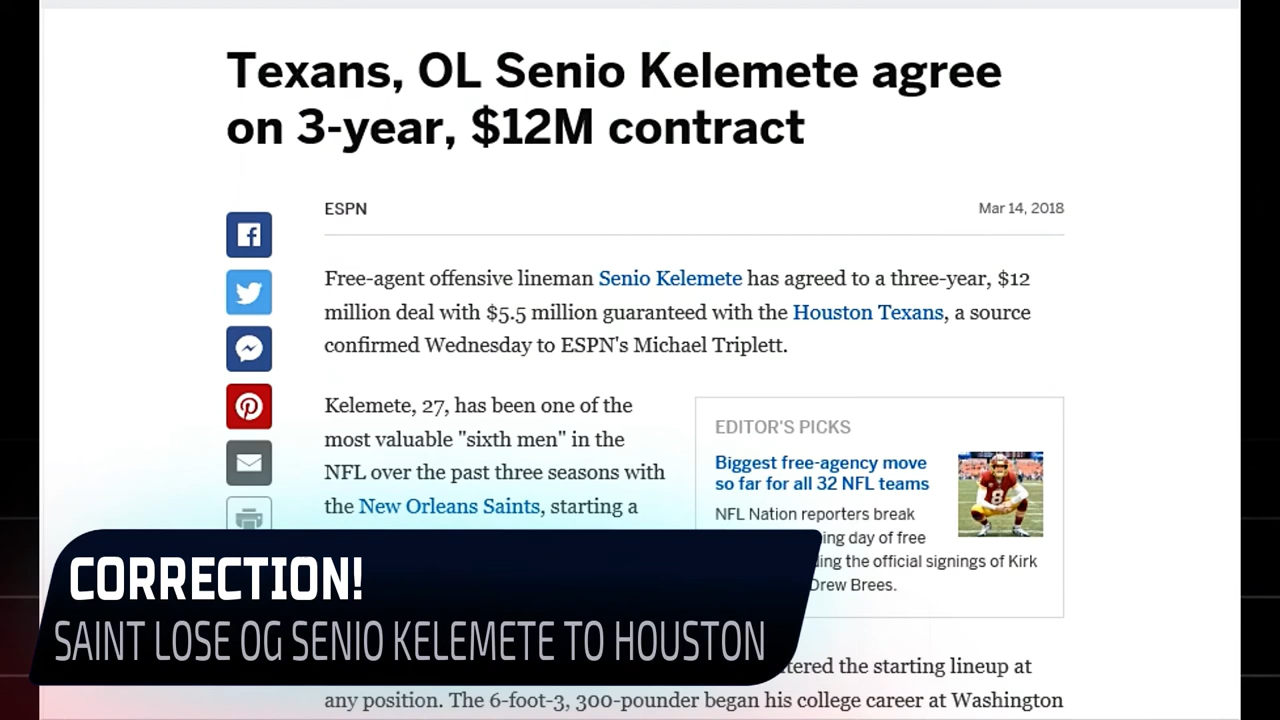 Texans, OL Senio Kelemete agree
on 3-year, $12M contract
ESPN
Mar 14, 2018
Free-agent offensive lineman Senio Kelemete has agreed to a three-year, $12
million deal with $5.5 million guaranteed with the Houston Texans, a source
confirmed Wednesday to ESPN's Michael Triplett.
Kelemete, 27, has been one of the
most valuable "sixth men" in the
NFL over the past three seasons with
the New Orleans Saints, starting a
EDITOR'S PICKS
Biggest free-agency move
so far for all 32 NFL teams
NFL Nation reporters break
day of free
the official signings of Kirk
Drew Brees.
CORRECTION!
SAINT LOSE OG SENIO KELEMETE TO HOUSTON
the starting lineup at
any position. The 6-foot-3, 300-pounder began his college career at Washington